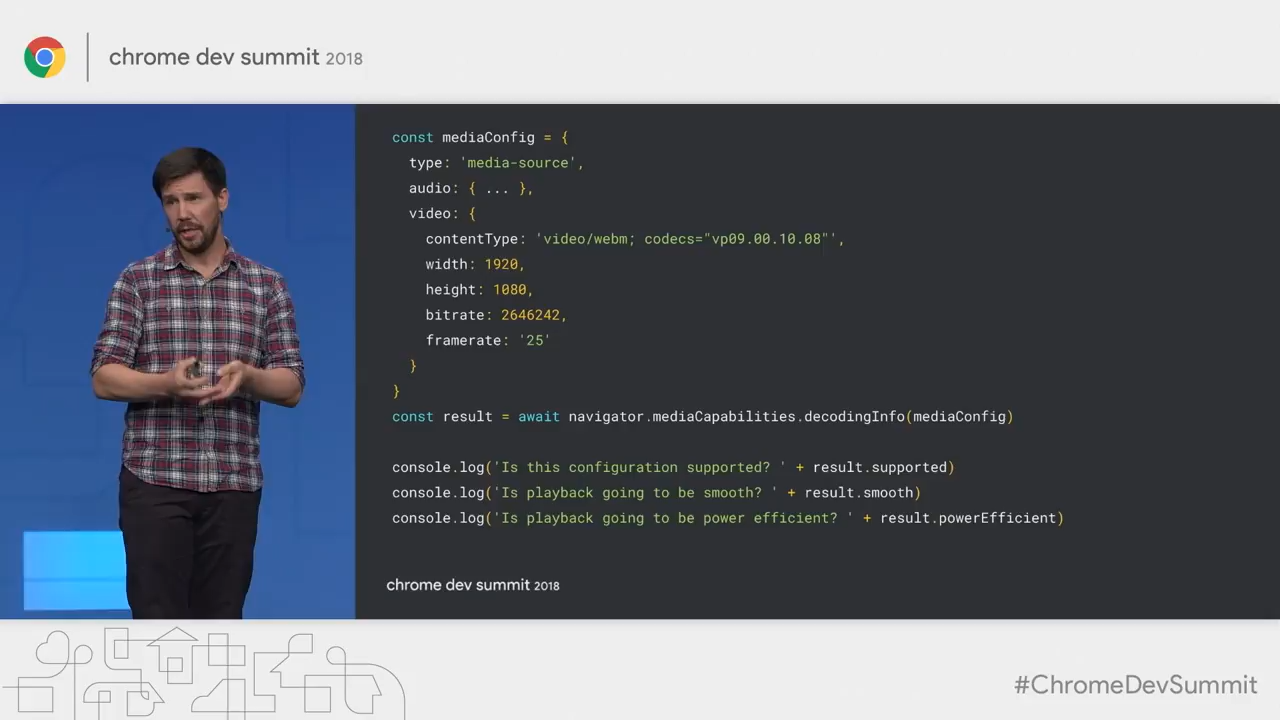 chrome dev summit 2018
const mediaConfig = {
  type: 'media-source',
  audio: { ... },
  video: {
    contentType: 'video/webm; codecs="vp09.00.10.08"',
    width: 1920,
    height: 1080,
    bitrate: 2646242,
    framerate: '25'
  }
}
const result = await navigator.mediaCapabilities.decodingInfo(mediaConfig)
console.log('Is this configuration supported? ' + result.supported)
console.log('Is playback going to be smooth? ' + result.smooth)
console.log('Is playback going to be power efficient? ' + result.powerEfficient)
chrome dev summit 2018
#ChromeDevSummit